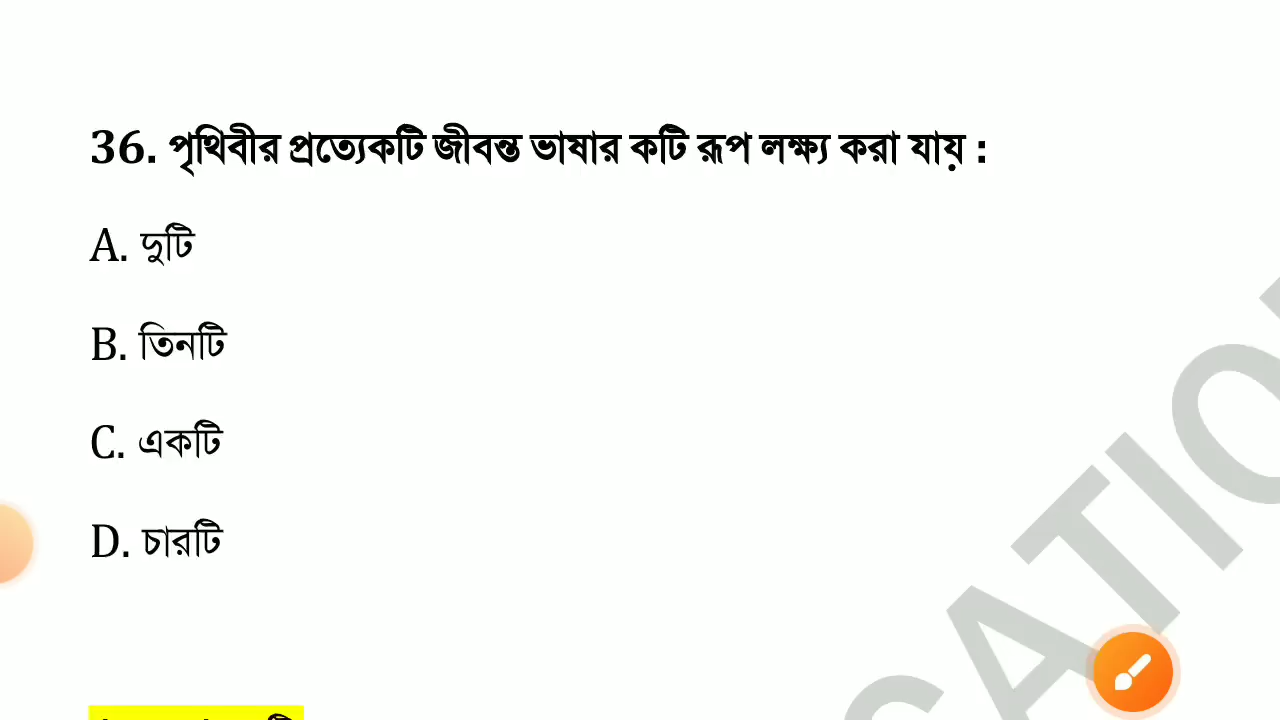 36. পৃথিবীর প্রত্যেকটি জীবন্ত ভাষার কটি রূপ লক্ষ্য করা যায় :
A. দুটি
B. তিনটি
C. একটি
D. চারটি